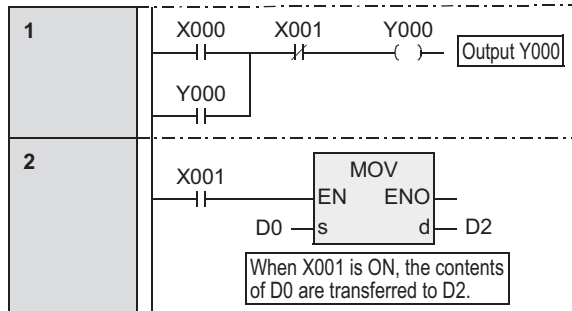 1
X000 X001 Y000
Output Y000
Y000
2
X001
MOV
EN ENO
D0 s d D2
When X001 is ON, the contents
of D0 are transferred to D2.